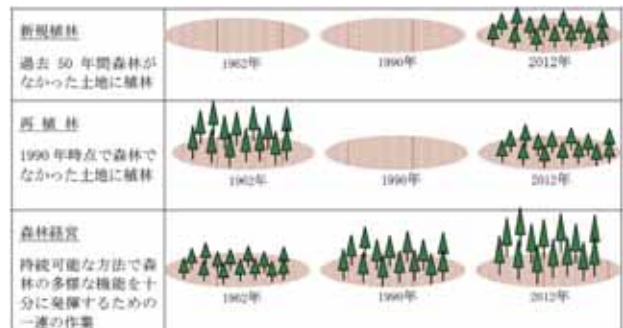 新規植林
過去 50 年間森林が
なかった土地に植林
1962年
1990年
2012年
再 植 林
1990 年時点で森林で
なかった土地に植林
1962年
1990年
2012年
森林経営
持続可能な方法で森
林の多様な機能を十
分に発揮するための
一連の作業
1962年
1990年
2012年